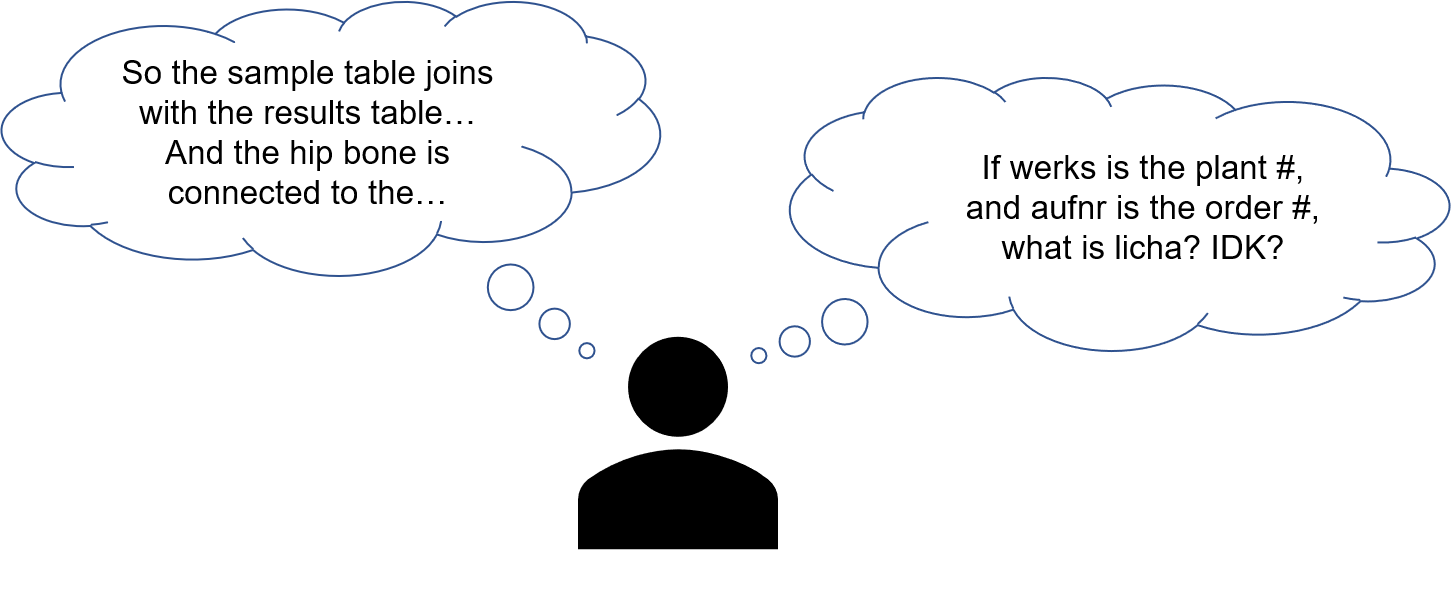 So the sample table joins
with the results table…
And the hip bone is
connected to the…
If werks is the plant #,
and aufnr is the order #,
what is licha? IDK?